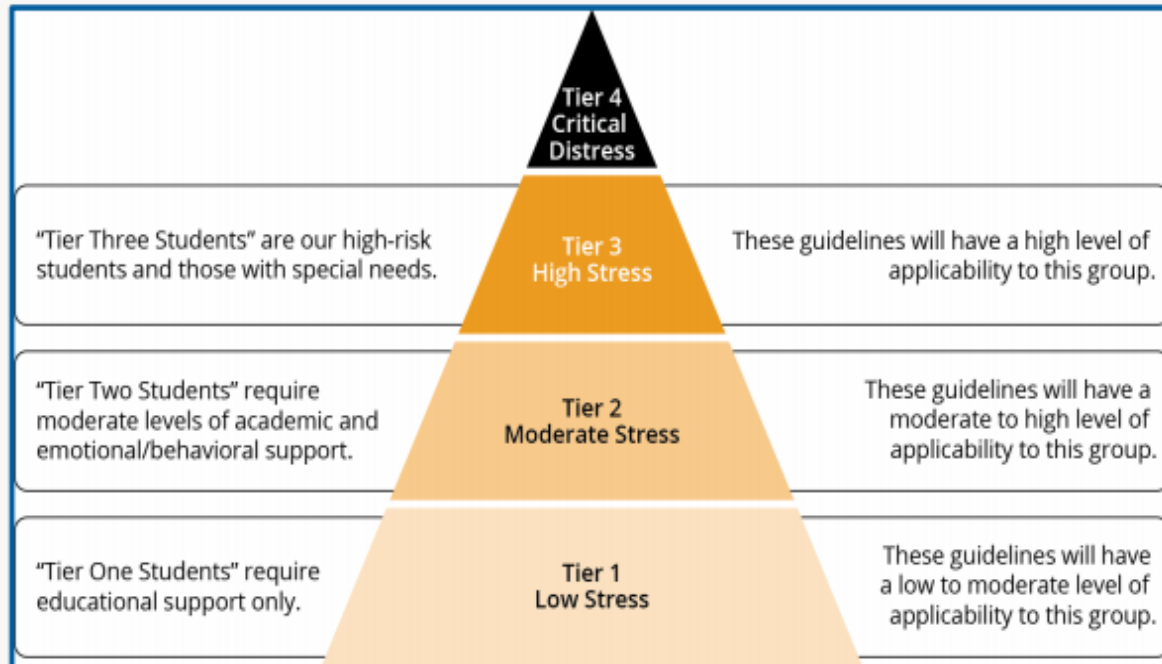 Tier 4
Critical
Distress
“Tier Three Students” are our high-risk
students and those with special needs.
Tier 3
High Stress
These guidelines will have a high level of
applicability to this group.
“Tier Two Students” require
moderate levels of academic and
emotional/behavioral support.
Tier 2
Moderate Stress
These guidelines will have a
moderate to high level of
applicability to this group.
“Tier One Students” require
educational support only.
Tier 1
Low Stress
These guidelines will have
a low to moderate level of
applicability to this group.